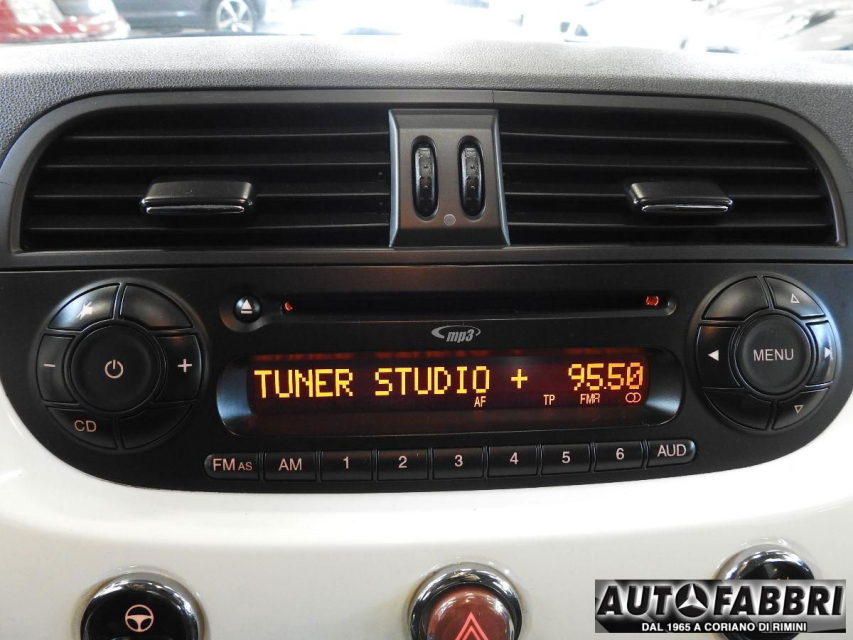 mp3
TUNER STUDIO + 95.50
AF TP FMR
- +
MENU
CD
FM AS AM 1 2 3 4 5 6 AUD
AUTOFABBRI
DAL 1965 A CORIANO DI RIMINI